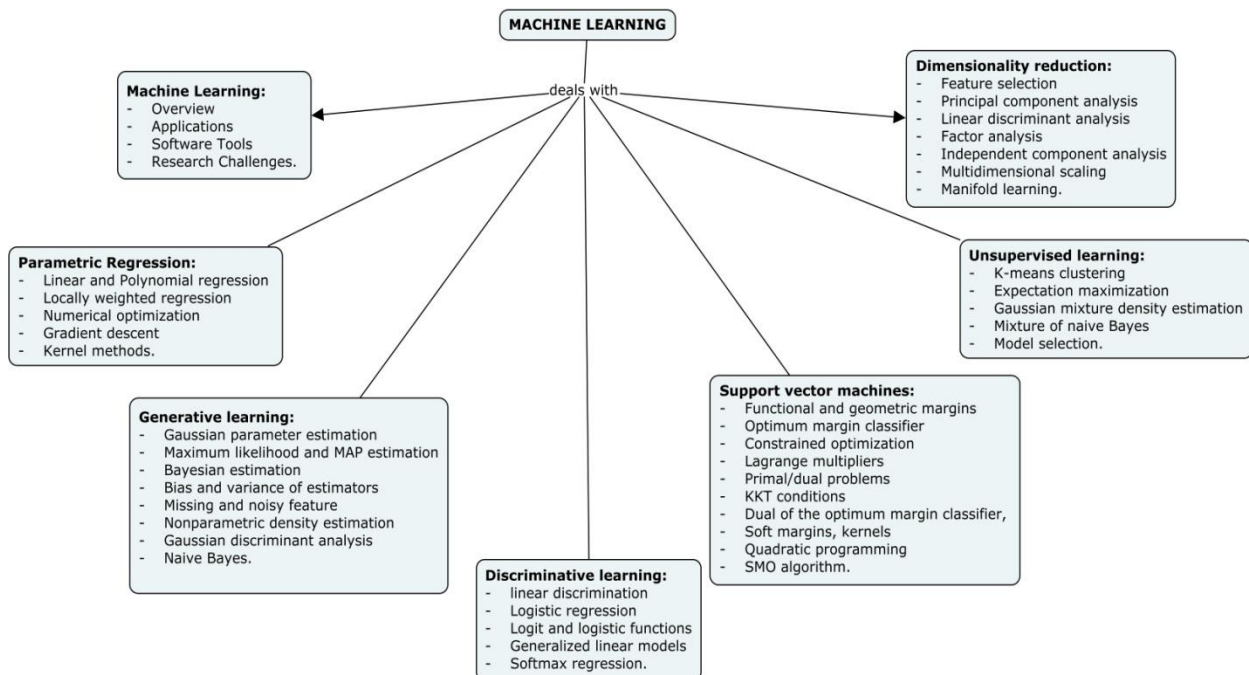 MACHINE LEARNING
deals with
Machine Learning:
- Overview
- Applications
- Software Tools
- Research Challenges.
Dimensionality reduction:
- Feature selection
- Principal component analysis
- Linear discriminant analysis
- Factor analysis
- Independent component analysis
- Multidimensional scaling
- Manifold learning.
Parametric Regression:
- Linear and Polynomial regression
- Locally weighted regression
- Numerical optimization
- Gradient descent
- Kernel methods.
Unsupervised learning:
- K-means clustering
- Expectation maximization
- Gaussian mixture density estimation
- Mixture of naive Bayes
- Model selection.
Generative learning:
- Gaussian parameter estimation
- Maximum likelihood and MAP estimation
- Bayesian estimation
- Bias and variance of estimators
- Missing and noisy feature
- Nonparametric density estimation
- Gaussian discriminant analysis
- Naive Bayes.
Support vector machines:
- Functional and geometric margins
- Optimum margin classifier
- Constrained optimization
- Lagrange multipliers
- Primal/dual problems
- KKT conditions
- Dual of the optimum margin classifier,
- Soft margins, kernels
- Quadratic programming
- SMO algorithm.
Discriminative learning:
- linear discrimination
- Logistic regression
- Logit and logistic functions
- Generalized linear models
- Softmax regression.